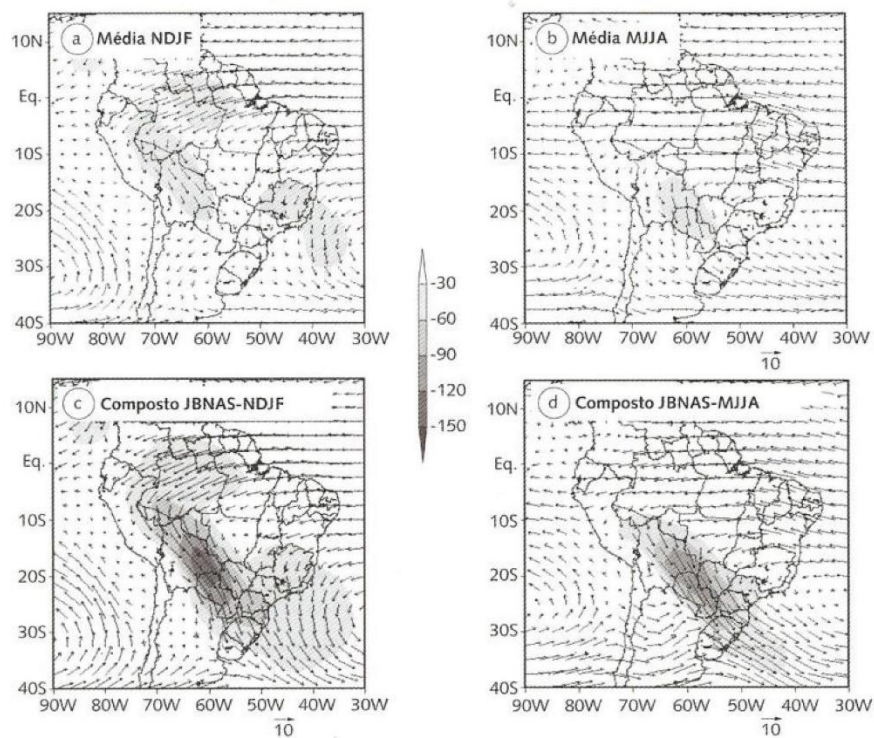 a Média NDJF
10N
Eq.
10S
20S
30S
40S
90W 80W 70W 60W 50W 40W 30W
b Média MJJA
10N
Eq.
10S
20S
30S
40S
90W 80W 70W 60W 50W 40W 30W
10
-30
-60
-90
-120
-150
c Composto JBNAS-NDJF
10N
Eq.
10S
20S
30S
40S
90W 80W 70W 60W 50W 40W 30W
10
d Composto JBNAS-MJJA
10N
Eq.
10S
20S
30S
40S
90W 80W 70W 60W 50W 40W 30W
10